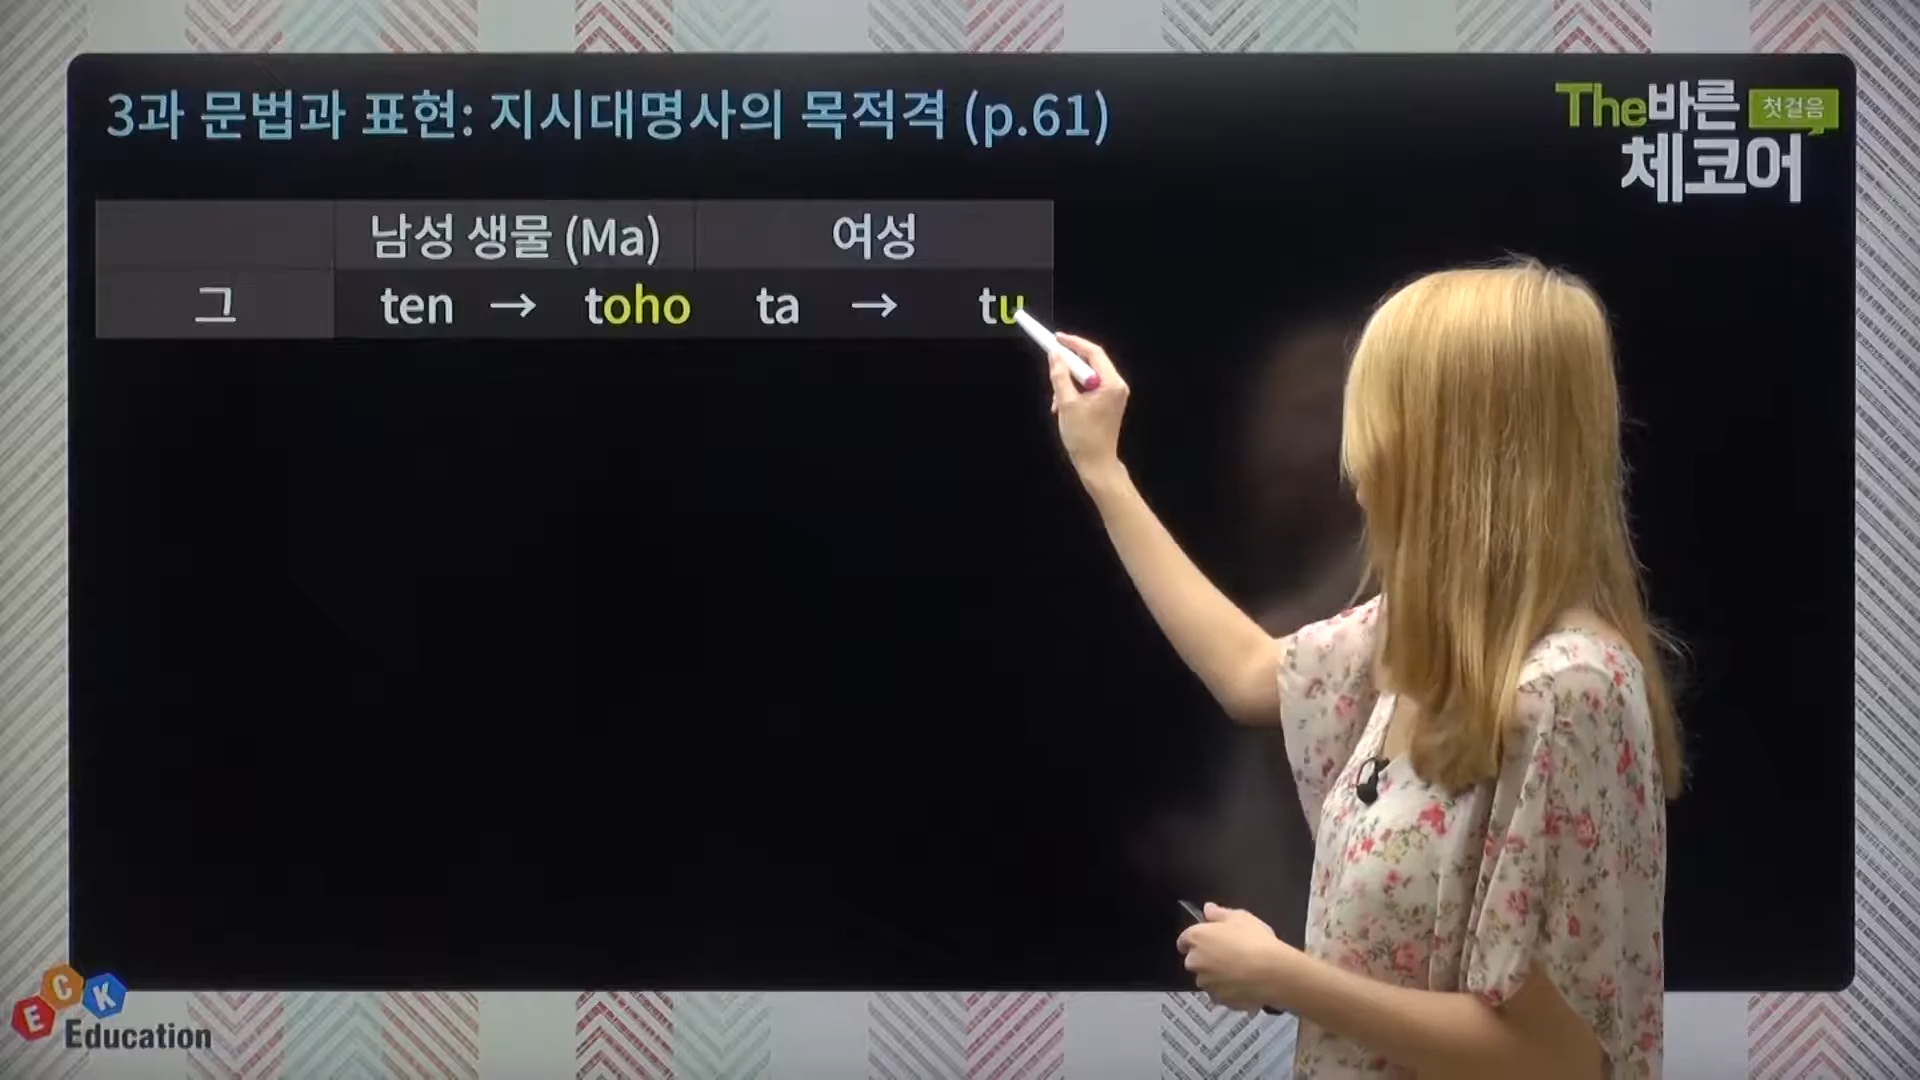 3과 문법과 표현: 지시대명사의 목적격 (p.61)
The바른 첫걸음
체코어
남성 생물 (Ma) 여성
그 ten → toho ta → tu
ECK
Education